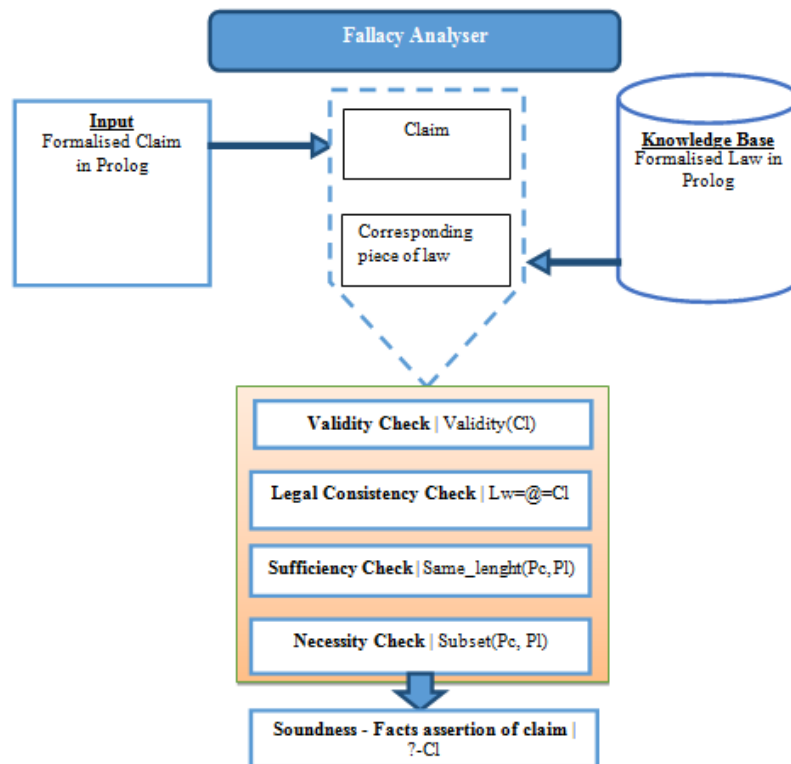 Fallacy Analyser
Input
Formalised Claim
in Prolog
Claim
Corresponding
piece of law
Knowledge Base
Formalised Law in
Prolog
Validity Check | Validity(Cl)
Legal Consistency Check | Lw=@=Cl
Sufficiency Check | Same_lenght(Pc,Pl)
Necessity Check | Subset(Pc, Pl)
Soundness - Facts assertion of claim |
?-Cl